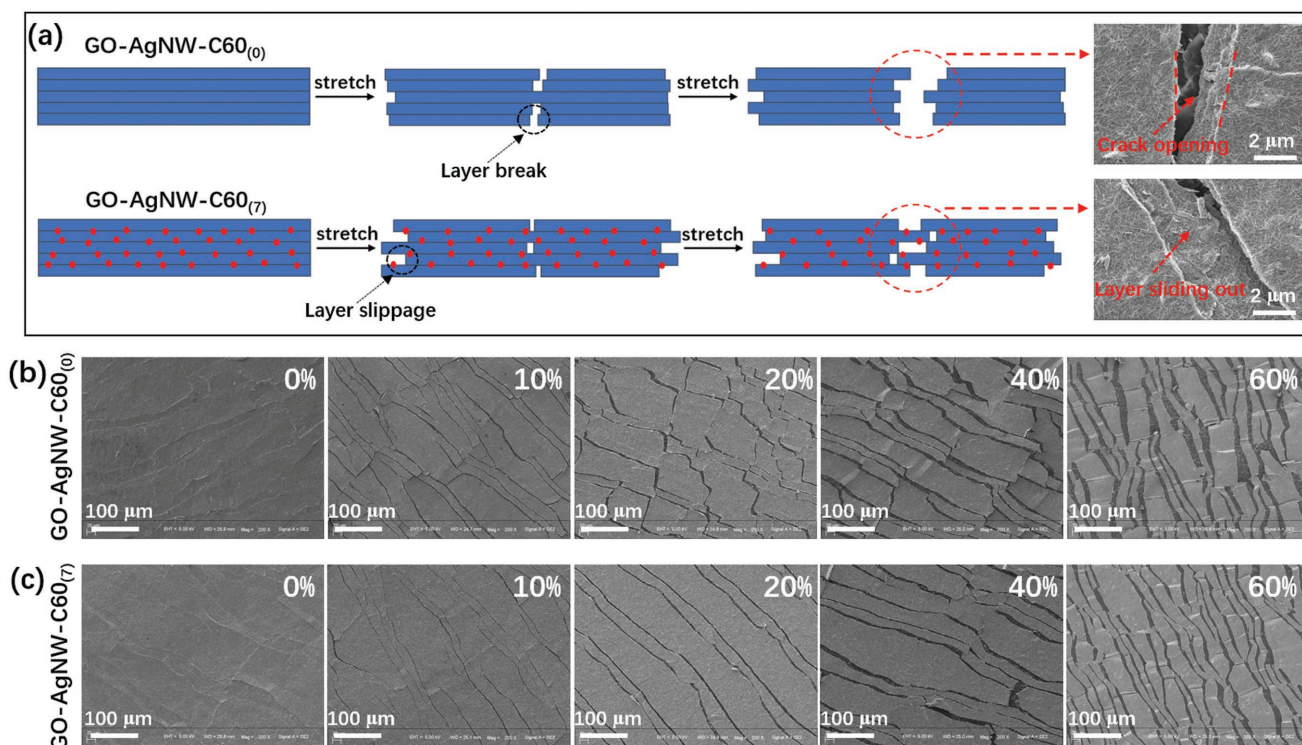 (a)
GO-AgNW-C60(0)
stretch
stretch
Layer break
Crack opening
2 μm
GO-AgNW-C60(7)
stretch
stretch
Layer slippage
Layer sliding out
2 μm
(b)
GO-AgNW-C60(0)
0%
10%
20%
40%
60%
100 μm
100 μm
100 μm
100 μm
100 μm
(c)
GO-AgNW-C60(7)
0%
10%
20%
40%
60%
100 μm
100 μm
100 μm
100 μm
100 μm